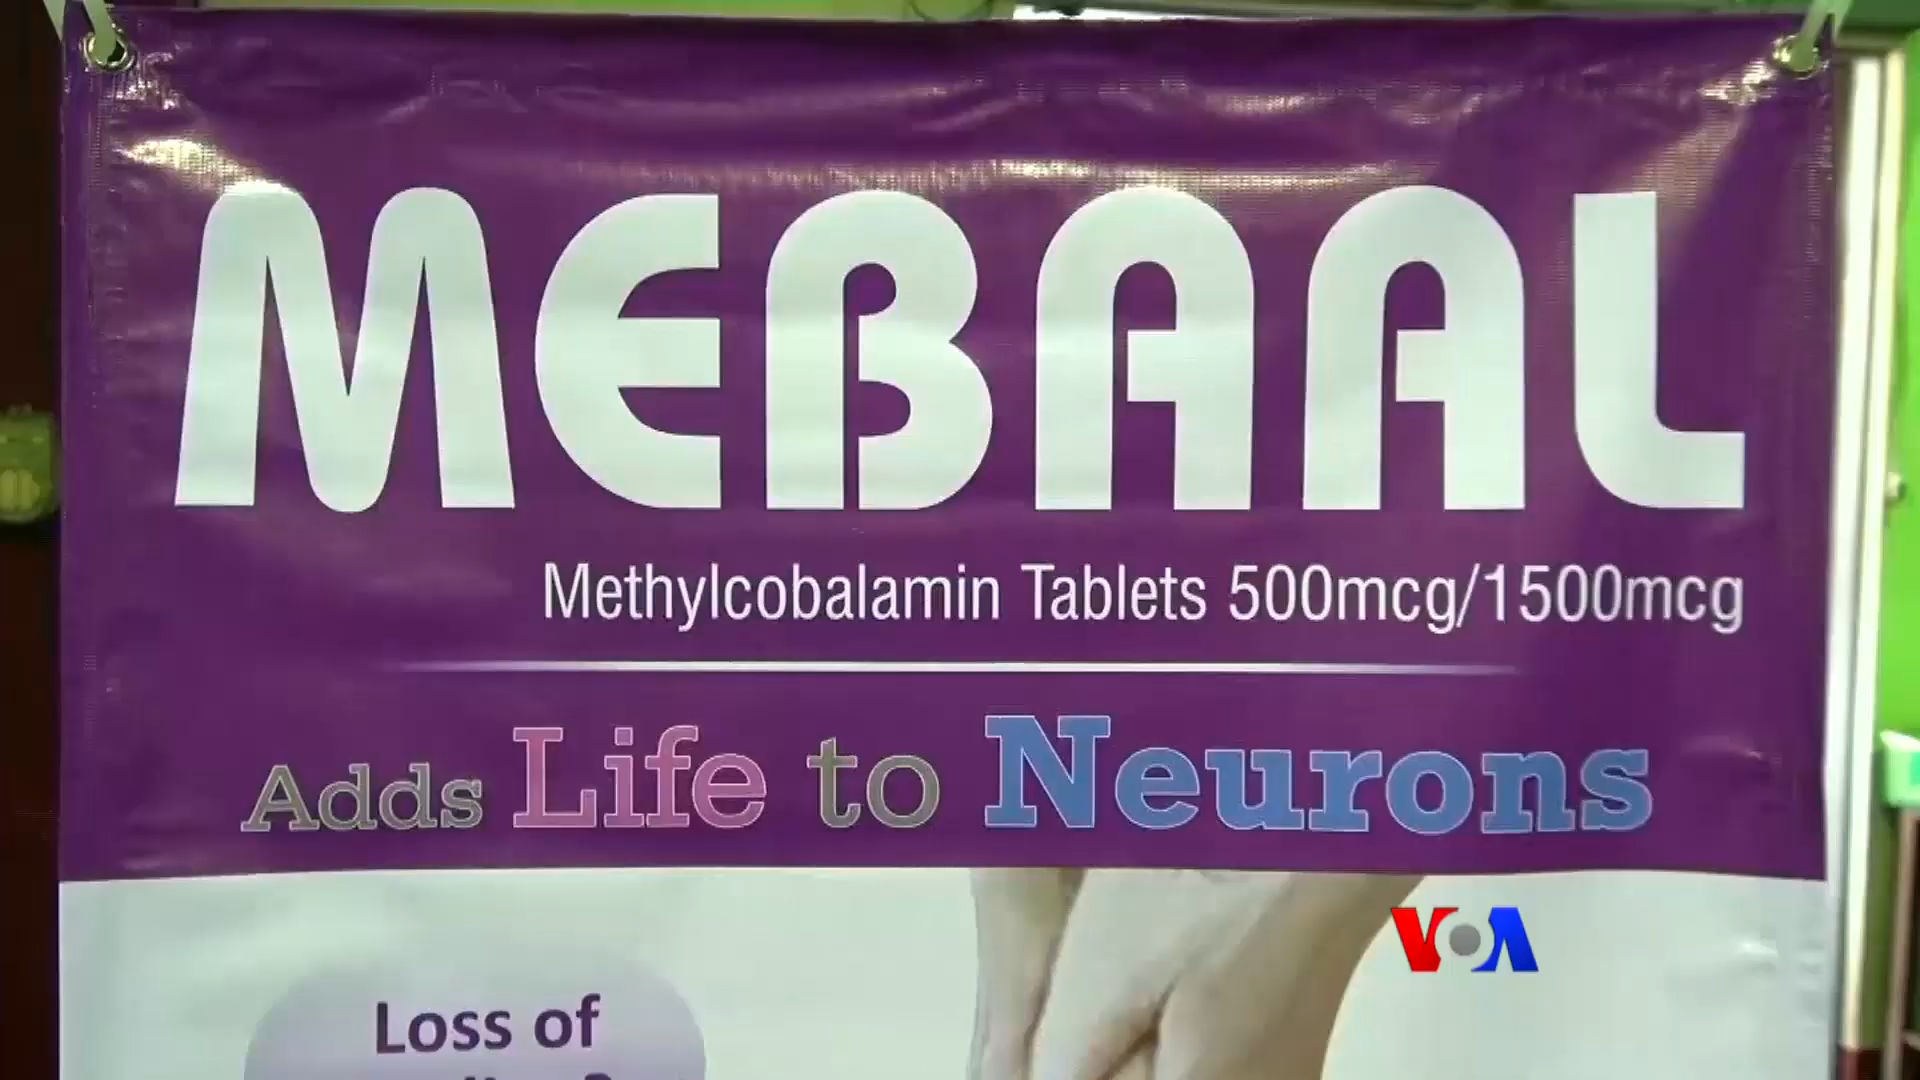 MEBAAL
Methylcobalamin Tablets 500mcg/1500mcg
Adds Life to Neurons
VOA
Loss of